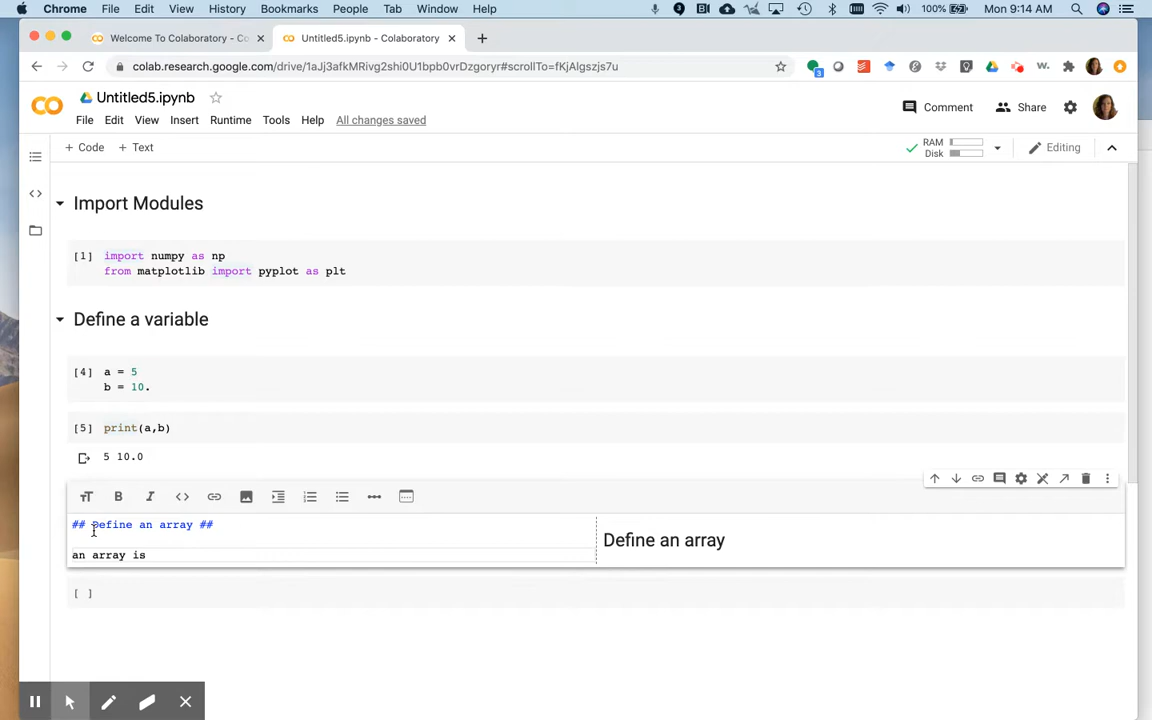 Chrome File Edit View History Bookmarks People Tab Window Help 100% Mon 9:14 AM
Welcome To Colaboratory - Co Untitled5.ipynb - Colaboratory
colab.research.google.com/drive/1aJj3afkMRivg2shi0U1bpb0vrDzgoryr#scrollTo=fKjAlgszjs7u
Untitled5.ipynb Comment Share
File Edit View Insert Runtime Tools Help All changes saved
+ Code + Text RAM Disk Editing
Import Modules
[1] import numpy as np
from matplotlib import pyplot as plt
Define a variable
[4] a = 5
b = 10.
[5] print(a,b)
5 10.0
## Define an array ##
Define an array
an array is
[ ]